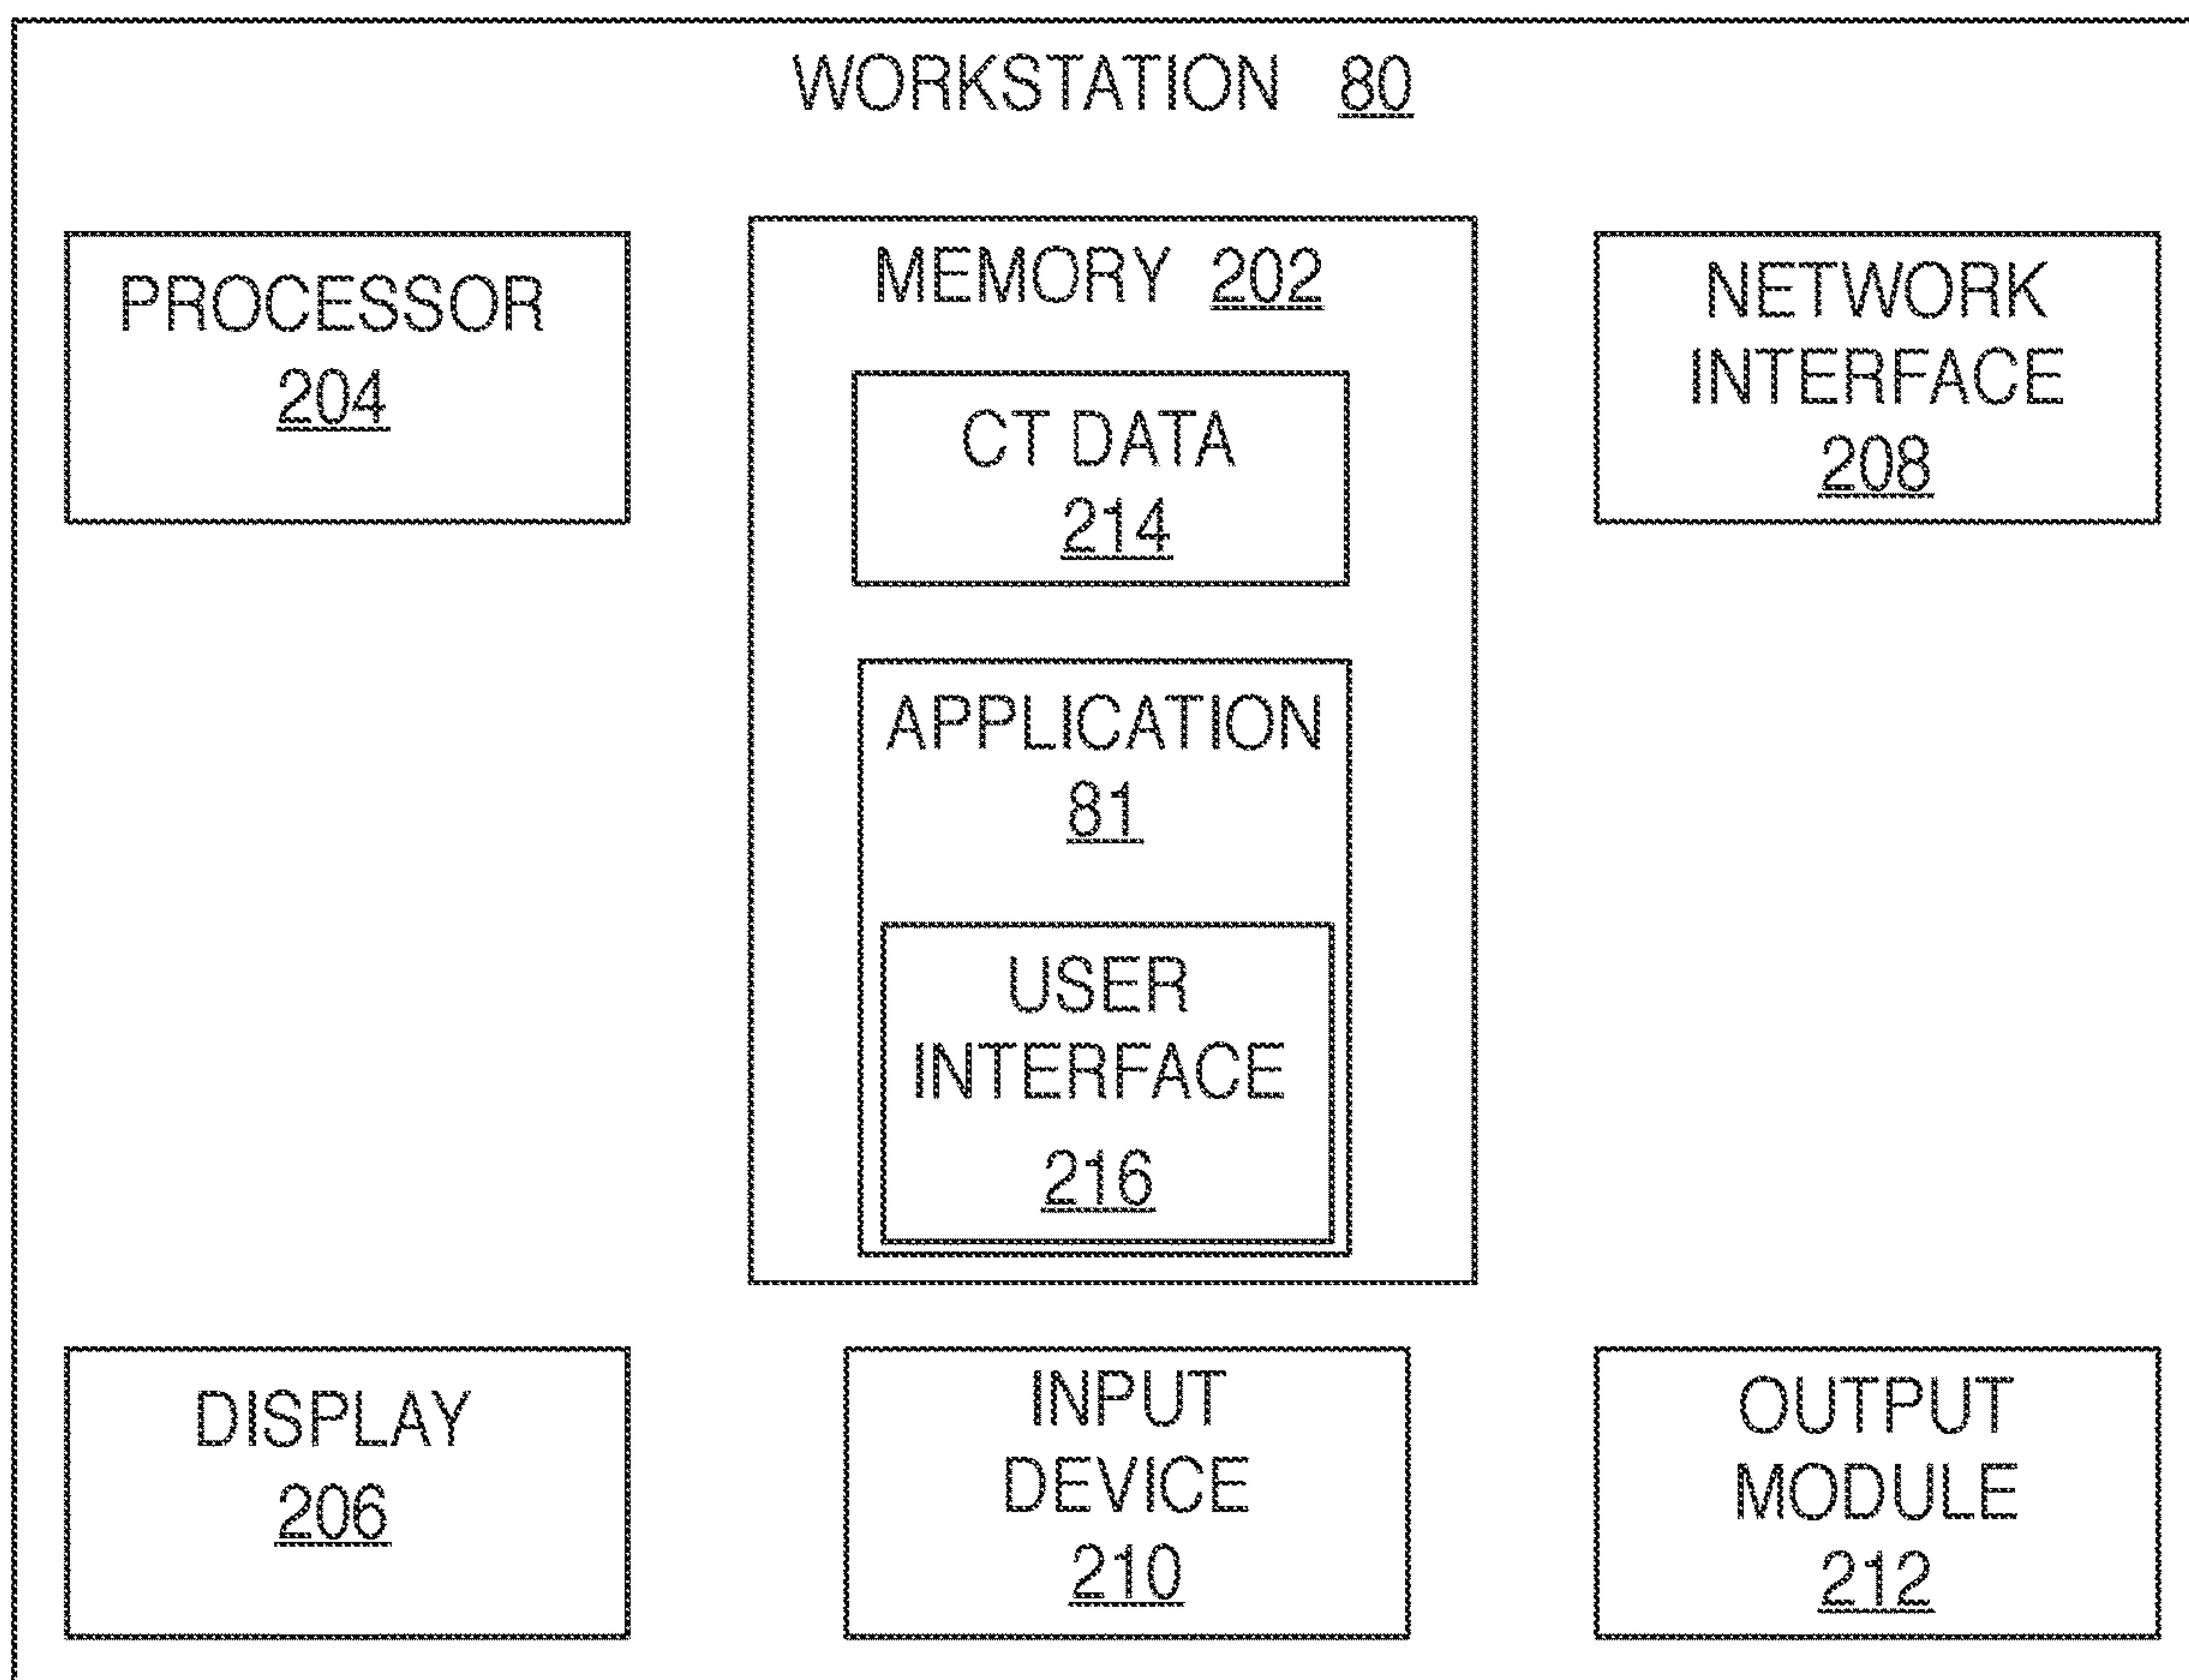 WORKSTATION 80
PROCESSOR
204
MEMORY 202
CT DATA
214
APPLICATION
81
USER
INTERFACE
216
NETWORK
INTERFACE
208
DISPLAY
206
INPUT
DEVICE
210
OUTPUT
MODULE
212